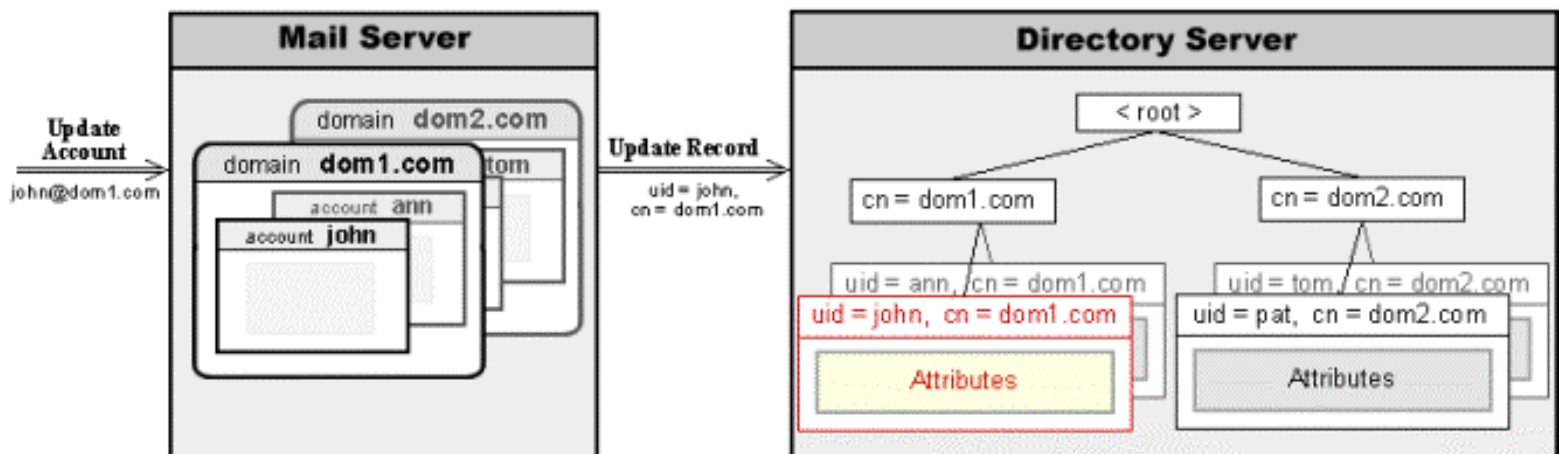 Mail Server
Directory Server
Update
Account
john@dom1.com
domain dom2.com
tom
domain dom1.com
account ann
account john
Update Record
uid = john,
cn = dom1.com
< root >
cn = dom1.com
cn = dom2.com
uid = ann, cn = dom1.com
uid = john, cn = dom1.com
Attributes
uid = tom, cn = dom2.com
uid = pat, cn = dom2.com
Attributes